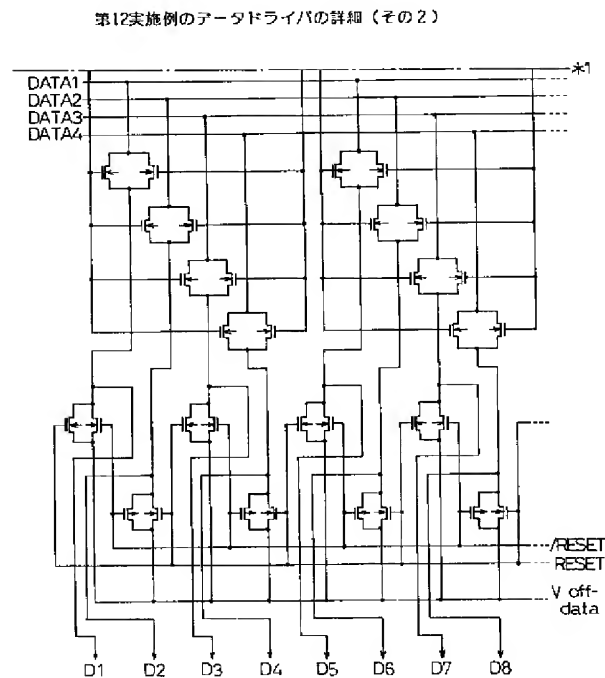 第12実施例のデータドライバの詳細（その2）
*1
DATA1
DATA2
DATA3
DATA4
/RESET
RESET
V off-
data
D1 D2 D3 D4 D5 D6 D7 D8